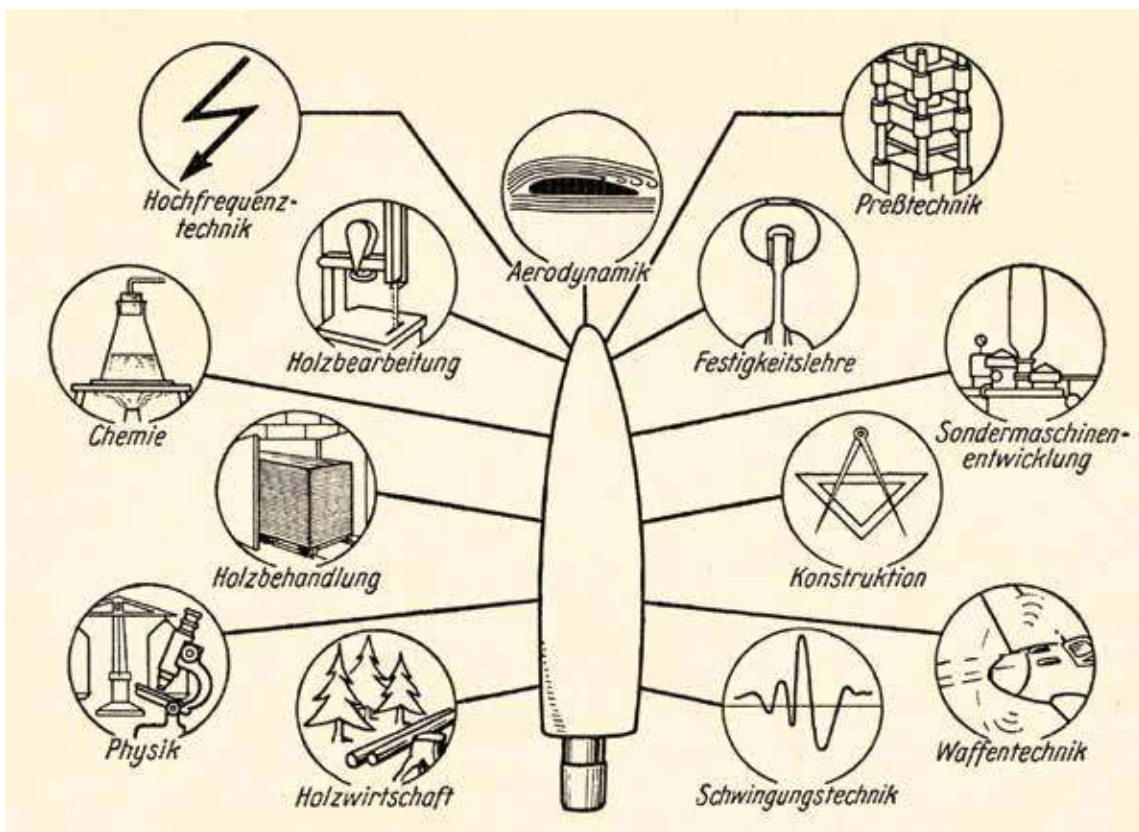 Hochfrequenz-
technik
Aerodynamik
Preßtechnik
Holzbearbeitung
Festigkeitslehre
Chemie
Sondermaschinen-
entwicklung
Holzbehandlung
Konstruktion
Physik
Holzwirtschaft
Schwingungstechnik
Waffentechnik